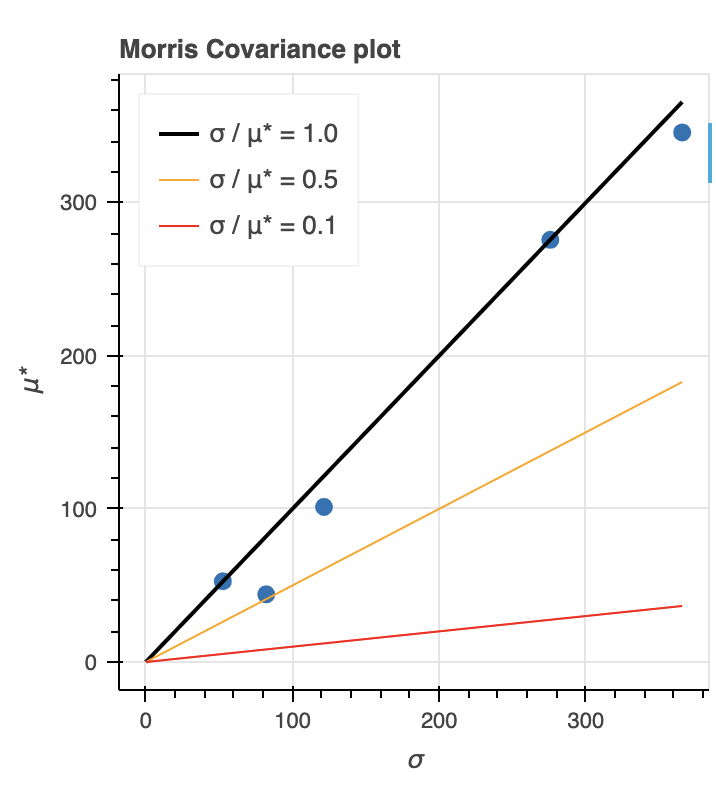 Morris Covariance plot
σ / μ* = 1.0
σ / μ* = 0.5
σ / μ* = 0.1
300
200
100
0
μ*
0 100 200 300
σ